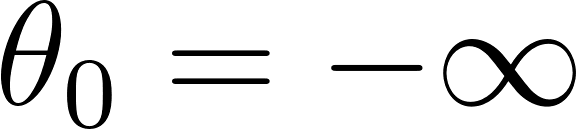 θ₀ = −∞